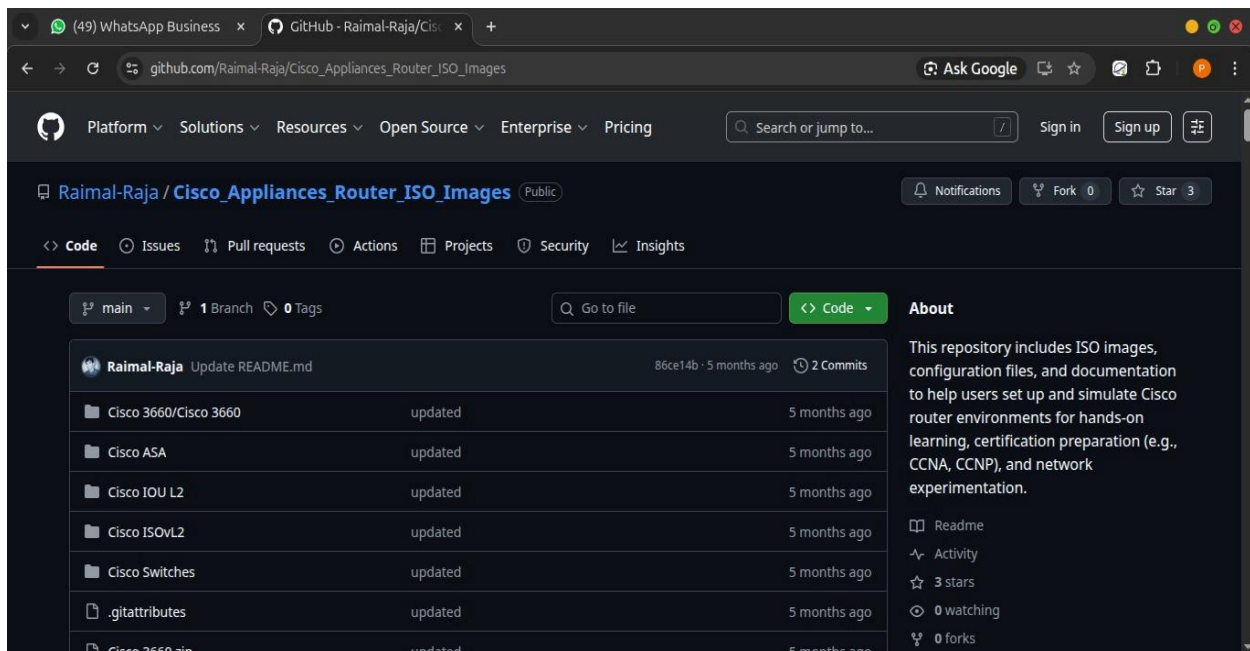 (49) WhatsApp Business
GitHub - Raimal-Raja/Cisc
github.com/Raimal-Raja/Cisco_Appliances_Router_ISO_Images
Ask Google
P
Platform Solutions Resources Open Source Enterprise Pricing
Search or jump to... /
Sign in
Sign up
Raimal-Raja / Cisco_Appliances_Router_ISO_Images Public
Notifications
Fork 0
Star 3
Code Issues Pull requests Actions Projects Security Insights
main 1 Branch 0 Tags
Go to file
Code
Raimal-Raja Update README.md 86ce14b · 5 months ago 2 Commits
Cisco 3660/Cisco 3660 updated 5 months ago
Cisco ASA updated 5 months ago
Cisco IOU L2 updated 5 months ago
Cisco ISOvL2 updated 5 months ago
Cisco Switches updated 5 months ago
.gitattributes updated 5 months ago
Cisco 3660.zip updated 5 months ago
About
This repository includes ISO images,
configuration files, and documentation
to help users set up and simulate Cisco
router environments for hands-on
learning, certification preparation (e.g.,
CCNA, CCNP), and network
experimentation.
Readme
Activity
3 stars
0 watching
0 forks